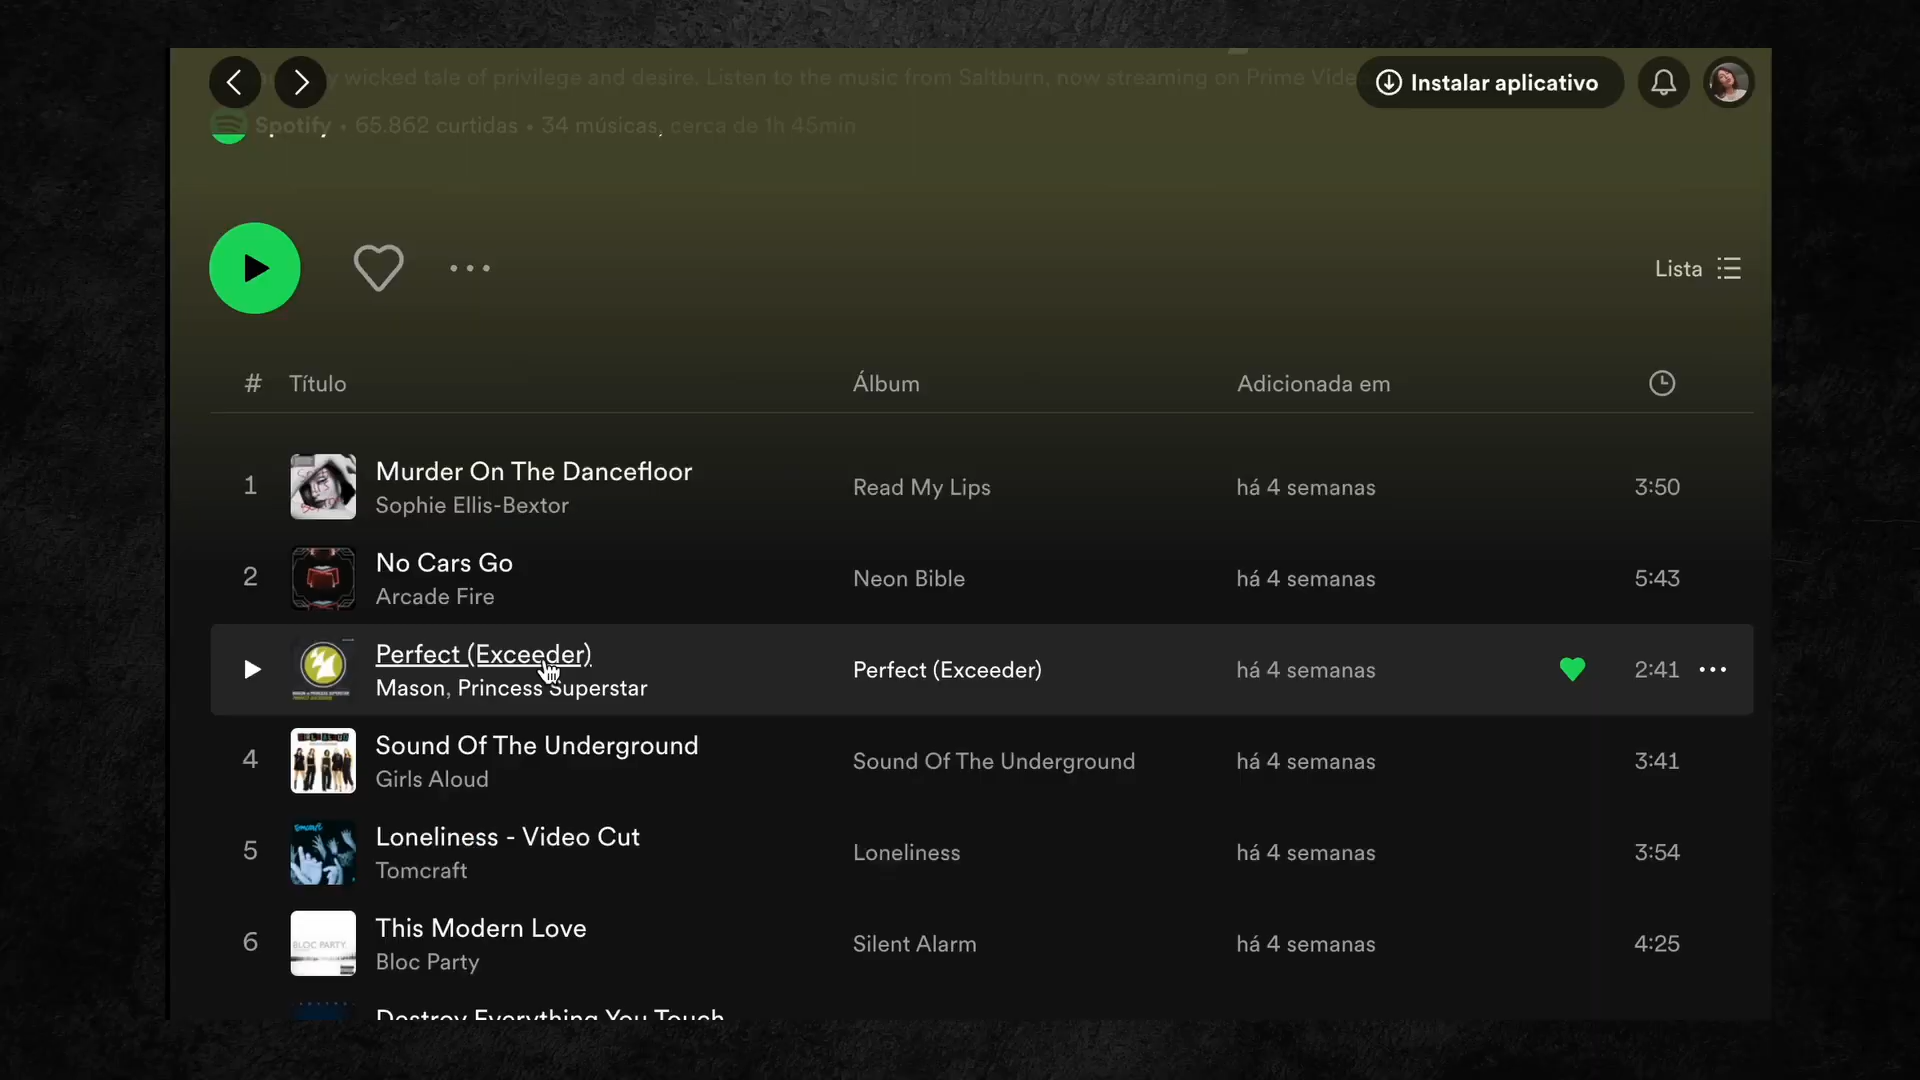 wicked tale of privilege and desire. Listen to the music from Saltburn, now streaming on Prime
Instalar aplicativo
Spotify • 65.862 curtidas • 34 músicas, cerca de 1h 45min
Lista
# Título Álbum Adicionada em
1 Murder On The Dancefloor Read My Lips há 4 semanas 3:50
Sophie Ellis-Bextor
2 No Cars Go Neon Bible há 4 semanas 5:43
Arcade Fire
Perfect (Exceeder) Perfect (Exceeder) há 4 semanas 2:41
Mason, Princess Superstar
4 Sound Of The Underground Sound Of The Underground há 4 semanas 3:41
Girls Aloud
5 Loneliness - Video Cut Loneliness há 4 semanas 3:54
Tomcraft
6 This Modern Love Silent Alarm há 4 semanas 4:25
BLOC PARTY.
Bloc Party
Destroy Everything You Touch